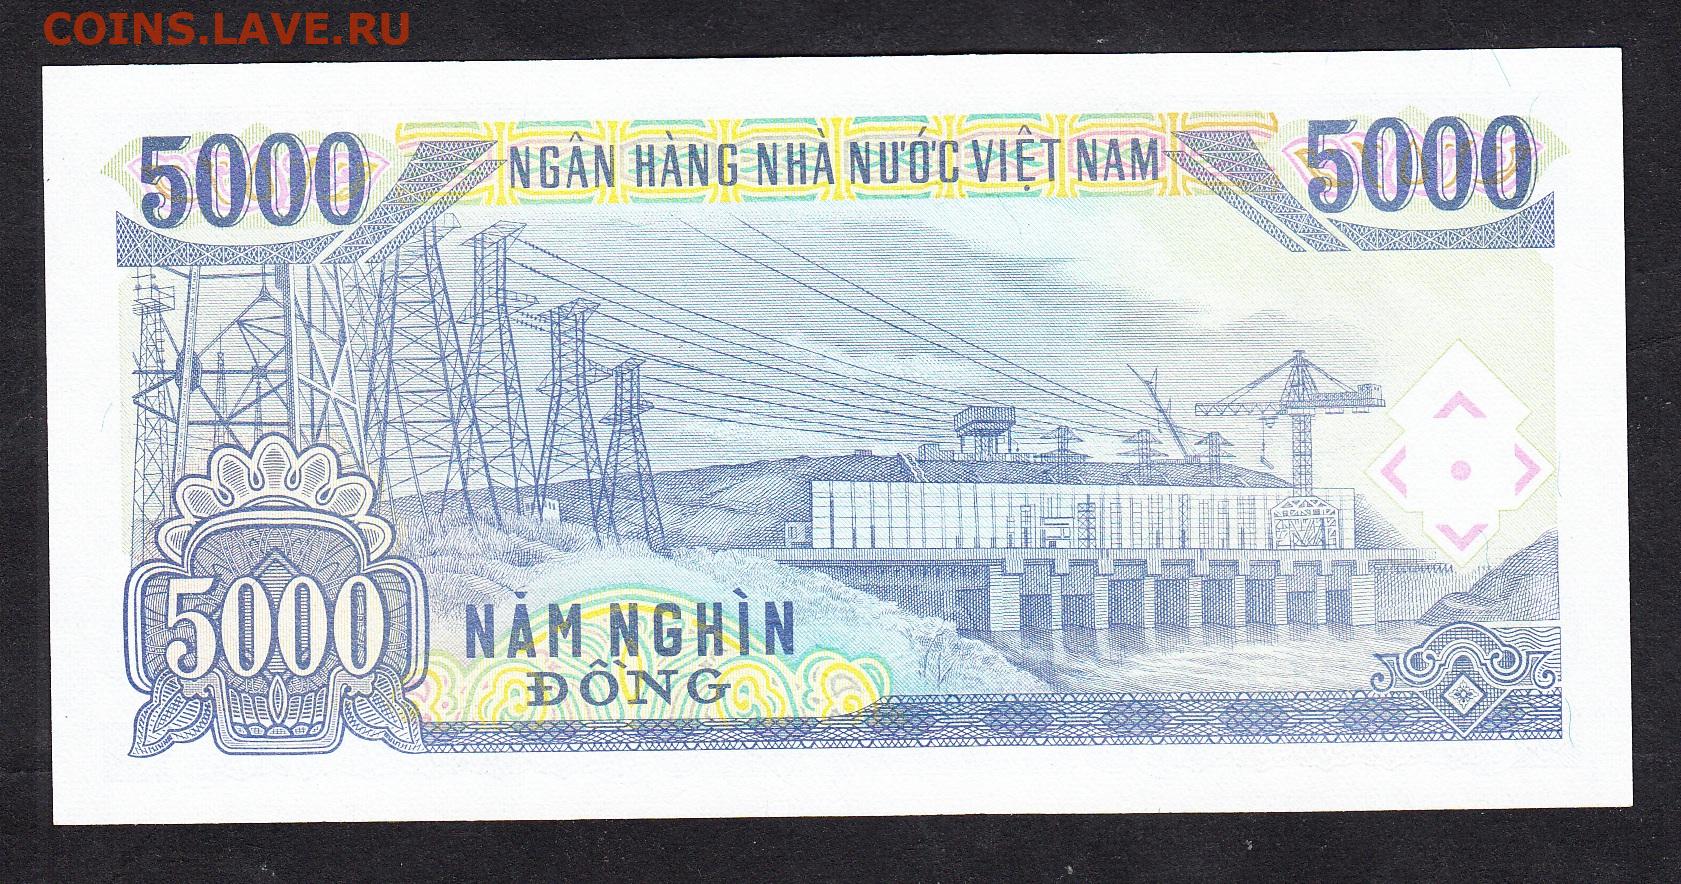 COINS.LAVE.RU
5000 NGÂN HÀNG NHÀ NƯỚC VIỆT NAM 5000
5000
NĂM NGHÌN
ĐỒNG